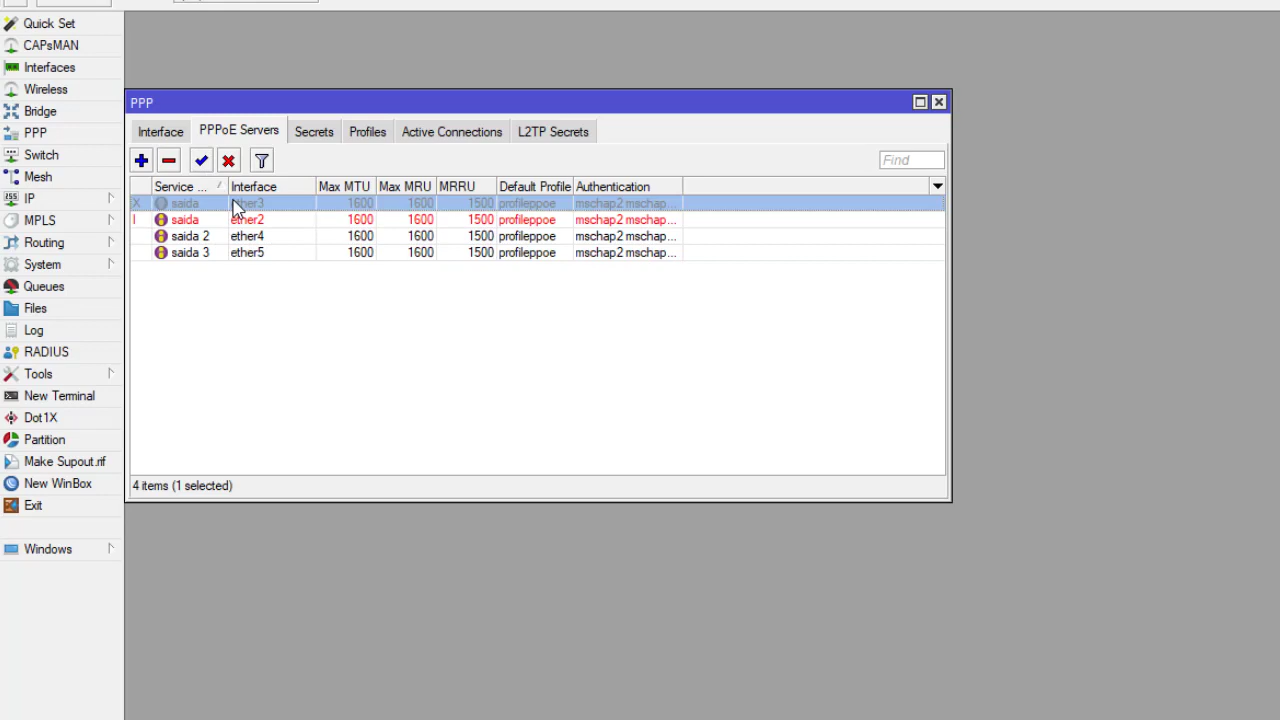 Quick Set
CAPsMAN
Interfaces
Wireless
Bridge
PPP
Switch
Mesh
IP
MPLS
Routing
System
Queues
Files
Log
RADIUS
Tools
New Terminal
Dot1X
Partition
Make Supout.rif
New WinBox
Exit
Windows
PPP
Interface PPPoE Servers Secrets Profiles Active Connections L2TP Secrets
Find
Service ... Interface Max MTU Max MRU MRRU Default Profile Authentication
X saida ether3 1600 1600 1500 profileppoe mschap2 mschap...
I saida ether2 1600 1600 1500 profileppoe mschap2 mschap...
saida 2 ether4 1600 1600 1500 profileppoe mschap2 mschap...
saida 3 ether5 1600 1600 1500 profileppoe mschap2 mschap...
4 items (1 selected)